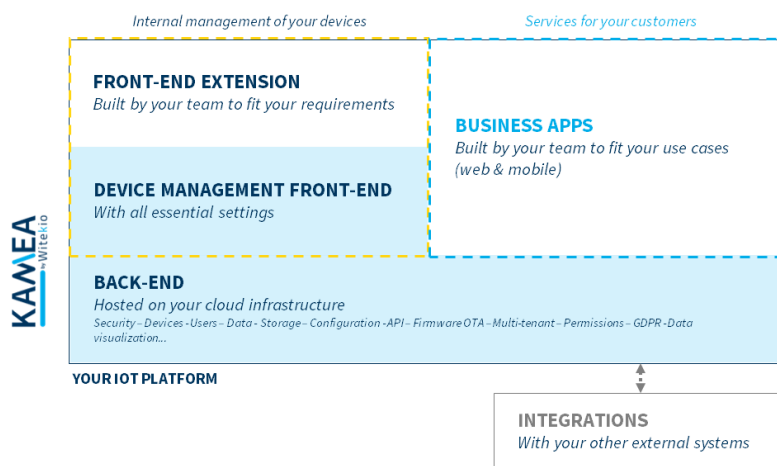 Internal management of your devices
Services for your customers
FRONT-END EXTENSION
Built by your team to fit your requirements
BUSINESS APPS
Built by your team to fit your use cases
(web & mobile)
DEVICE MANAGEMENT FRONT-END
With all essential settings
KAMEA
by Witekio
BACK-END
Hosted on your cloud infrastructure
Security – Devices -Users – Data - Storage – Configuration -API – Firmware OTA – Multi-tenant – Permissions – GDPR -Data
visualization...
YOUR IOT PLATFORM
INTEGRATIONS
With your other external systems